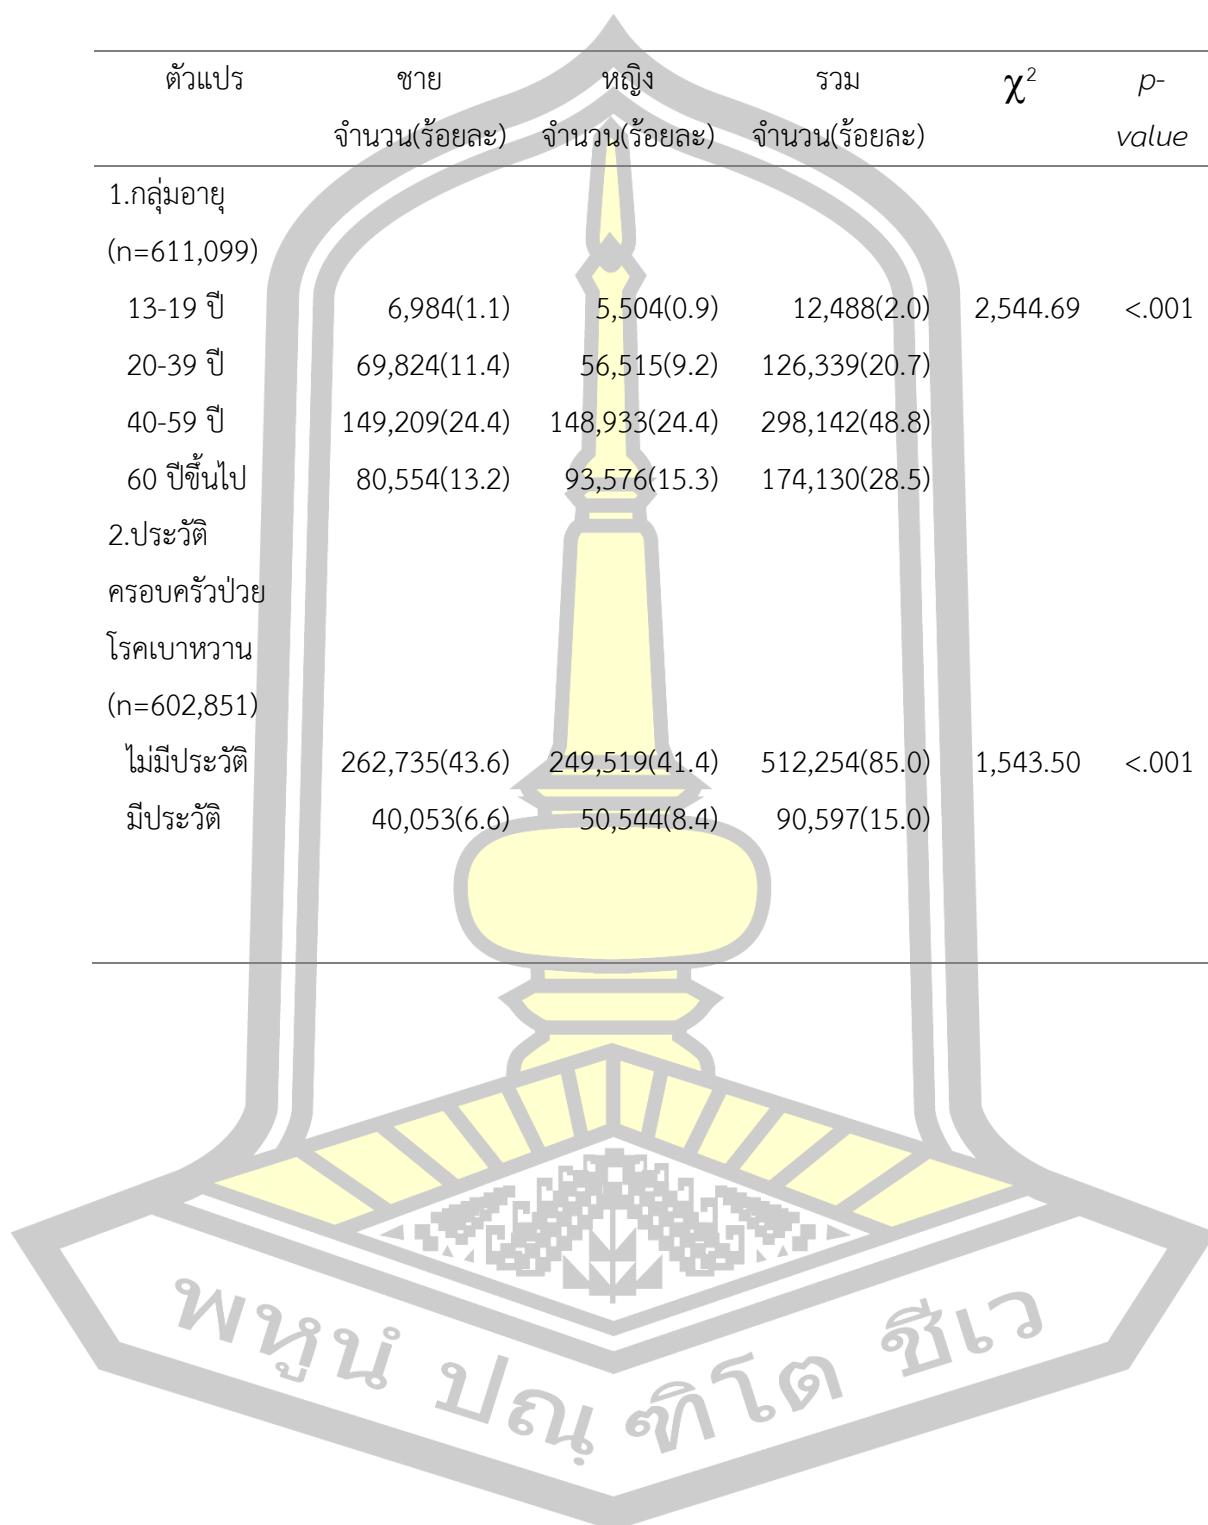 ตัวแปร ชาย หญิง รวม χ² p-
จำนวน(ร้อยละ) จำนวน(ร้อยละ) จำนวน(ร้อยละ) value
1.กลุ่มอายุ
(n=611,099)
13-19 ปี 6,984(1.1) 5,504(0.9) 12,488(2.0) 2,544.69 <.001
20-39 ปี 69,824(11.4) 56,515(9.2) 126,339(20.7)
40-59 ปี 149,209(24.4) 148,933(24.4) 298,142(48.8)
60 ปีขึ้นไป 80,554(13.2) 93,576(15.3) 174,130(28.5)
2.ประวัติ
ครอบครัวป่วย
โรคเบาหวาน
(n=602,851)
ไม่มีประวัติ 262,735(43.6) 249,519(41.4) 512,254(85.0) 1,543.50 <.001
มีประวัติ 40,053(6.6) 50,544(8.4) 90,597(15.0)
พหูนํ ปณฺฑิโต ชีเว